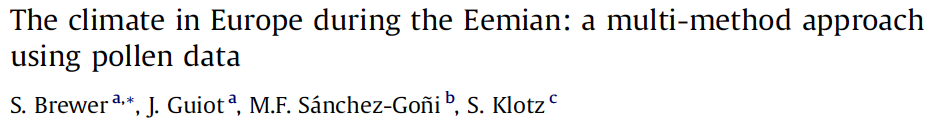 The climate in Europe during the Eemian: a multi-method approach
using pollen data
S. Brewer a,*, J. Guiot a, M.F. Sánchez-Goñi b, S. Klotz c